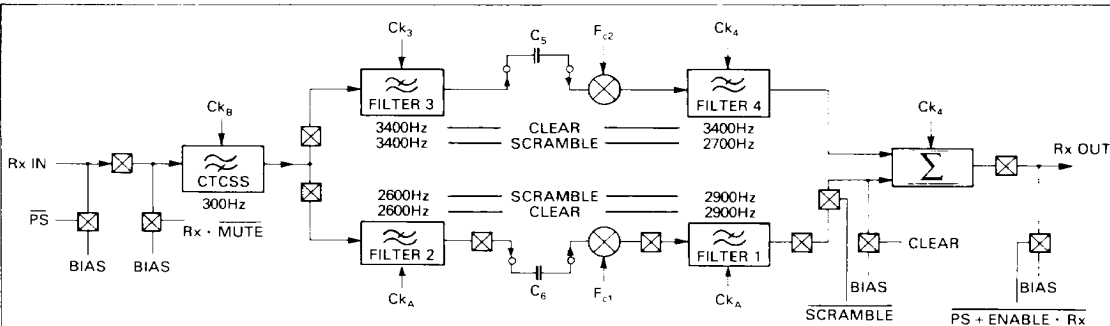 Ck3
C5
Fc2
Ck4
FILTER 3
FILTER 4
CkB
Ck4
3400Hz CLEAR 3400Hz
3400Hz SCRAMBLE 2700Hz
Rx IN
CTCSS
Σ
Rx OUT
300Hz
2600Hz SCRAMBLE 2900Hz
2600Hz CLEAR 2900Hz
PS
Rx · MUTE
FILTER 2
FILTER 1
CLEAR
BIAS
BIAS
CkA
C6
Fc1
CkA
BIAS
BIAS
SCRAMBLE
PS + ENABLE · Rx